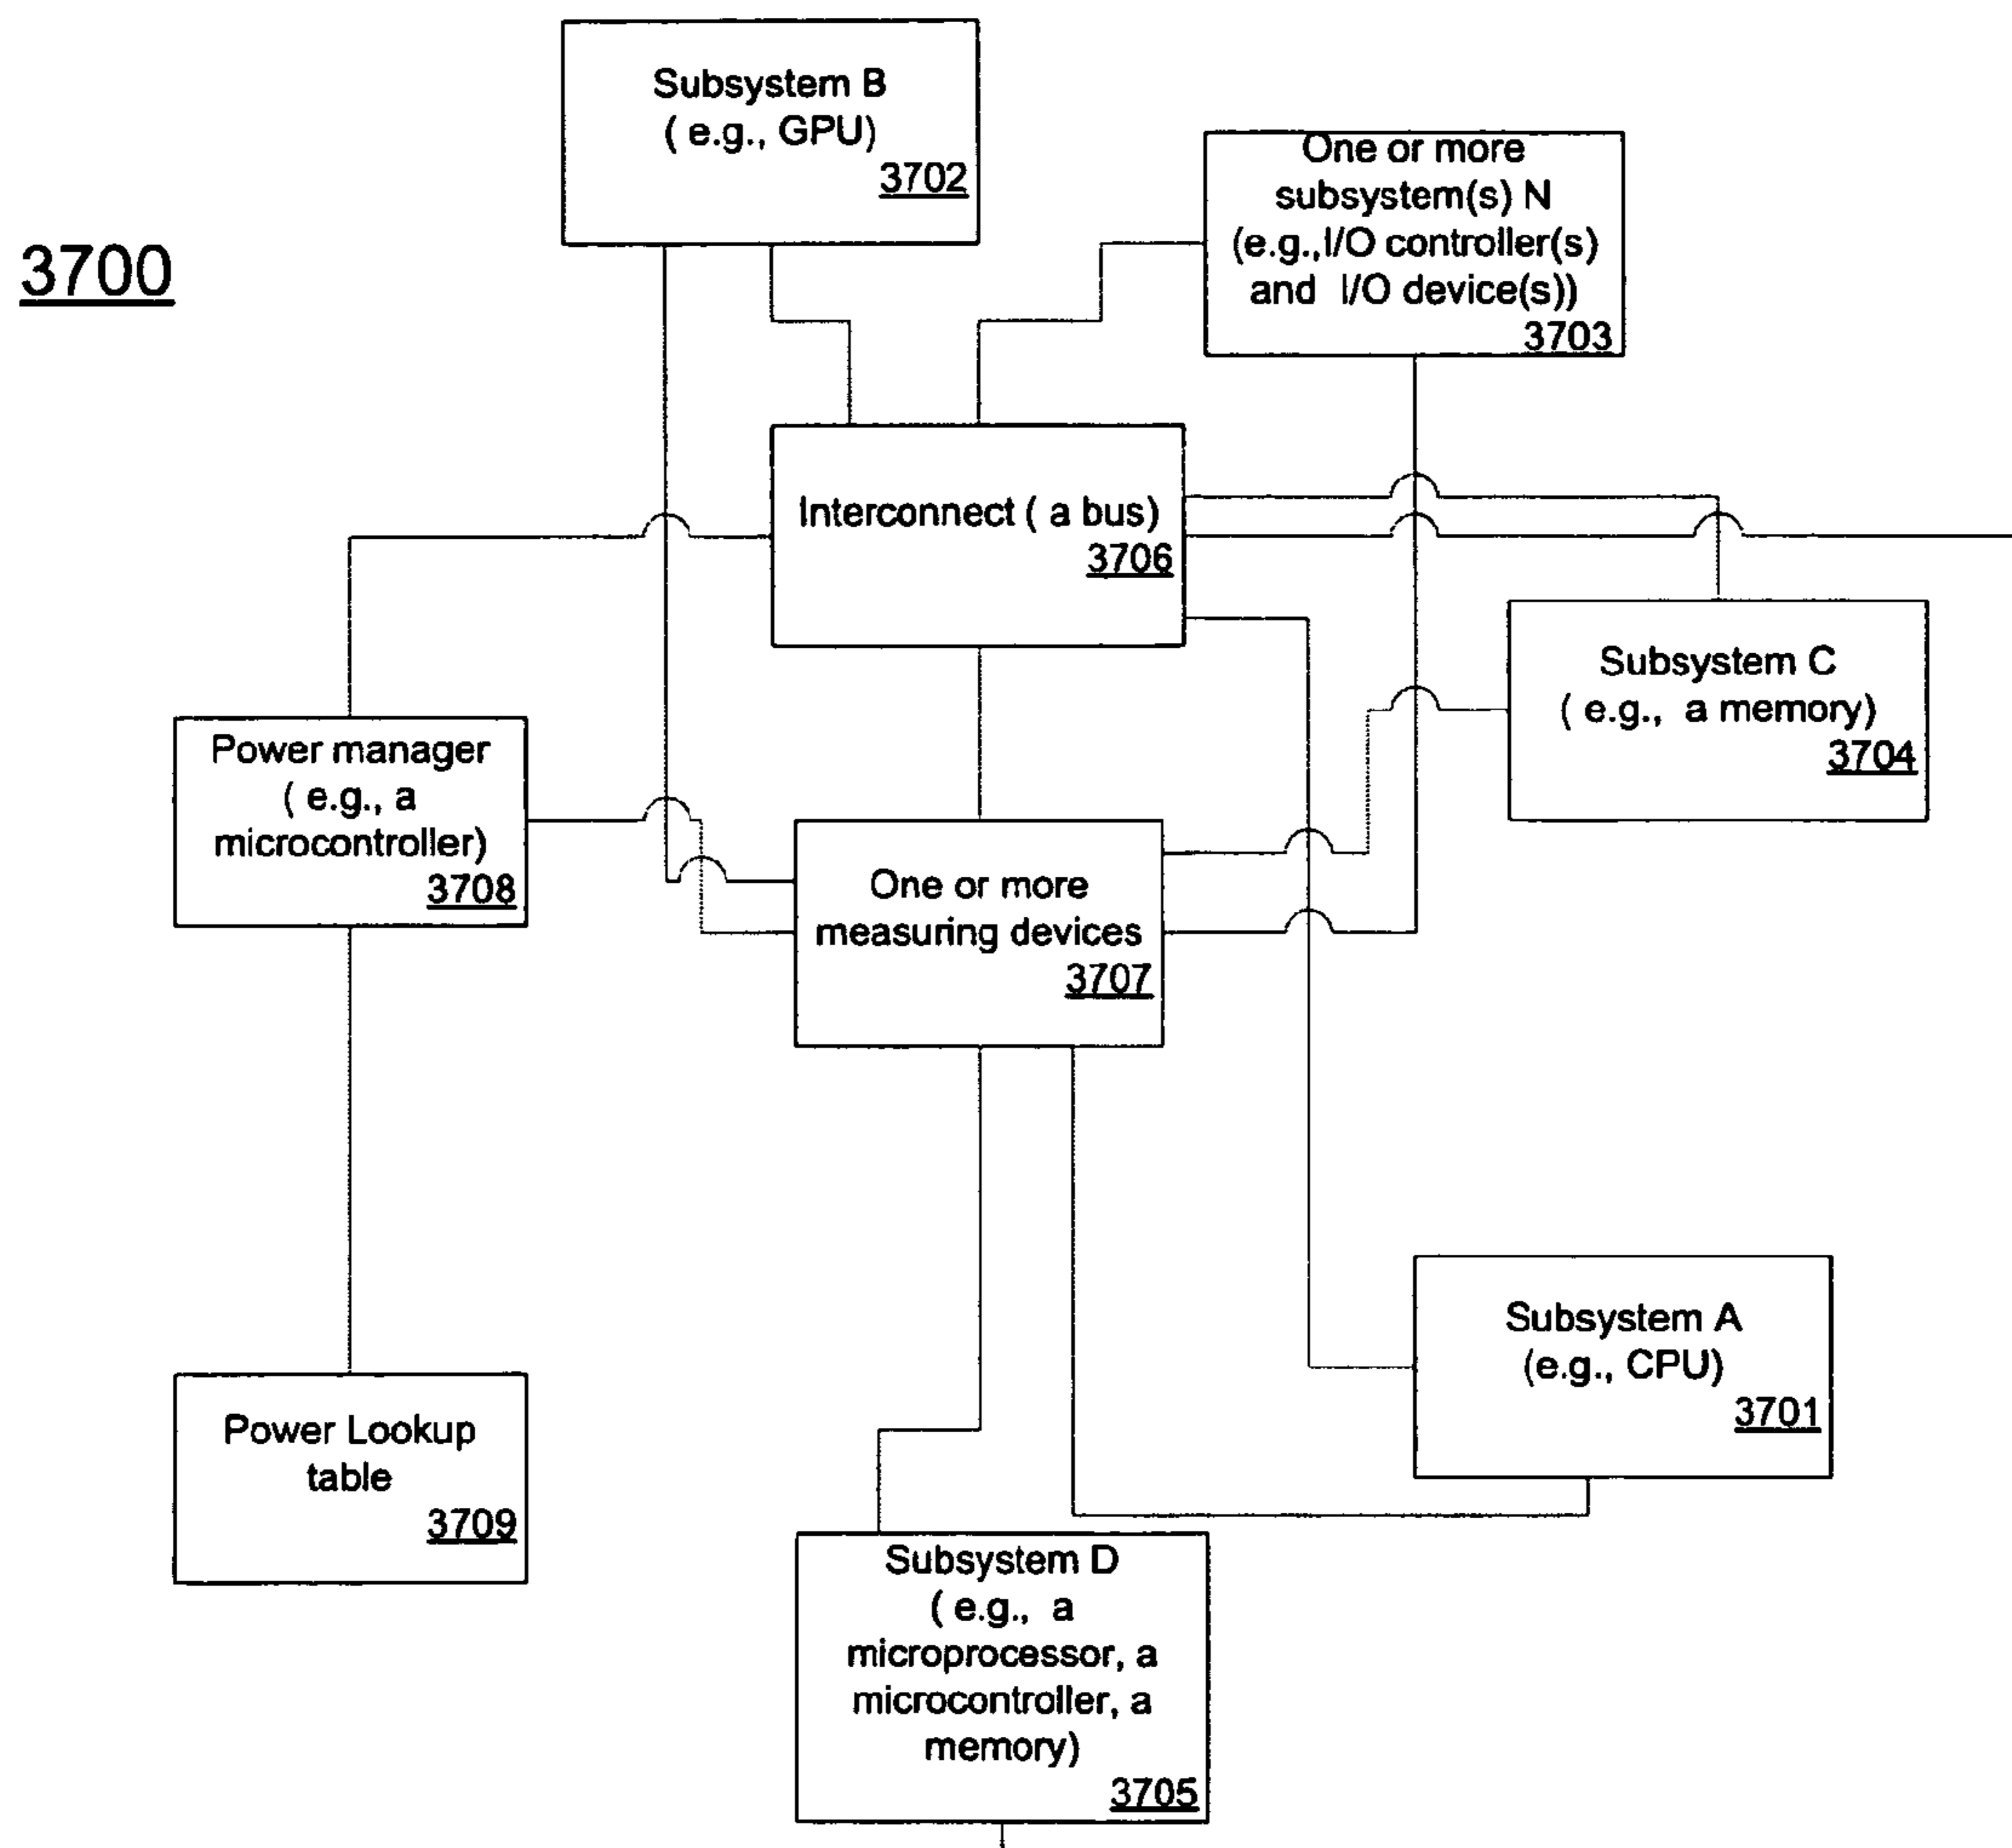 3700
Subsystem B
( e.g., GPU)
3702
One or more
subsystem(s) N
(e.g.,I/O controller(s)
and I/O device(s))
3703
Interconnect ( a bus)
3706
Subsystem C
( e.g., a memory)
3704
Power manager
( e.g., a
microcontroller)
3708
One or more
measuring devices
3707
Subsystem A
(e.g., CPU)
3701
Power Lookup
table
3709
Subsystem D
( e.g., a
microprocessor, a
microcontroller, a
memory)
3705